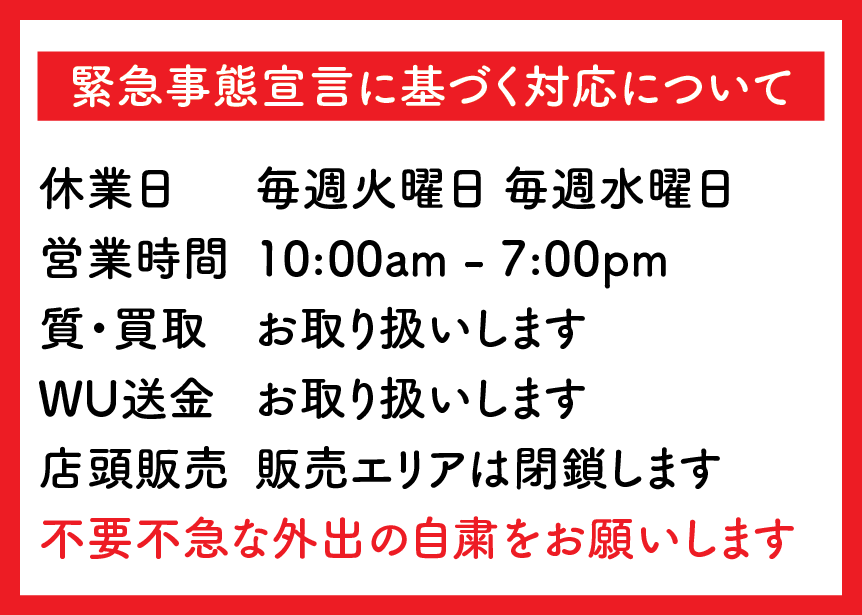 緊急事態宣言に基づく対応について
休業日 毎週火曜日 毎週水曜日
営業時間 10:00am - 7:00pm
質・買取 お取り扱いします
WU送金 お取り扱いします
店頭販売 販売エリアは閉鎖します
不要不急な外出の自粛をお願いします